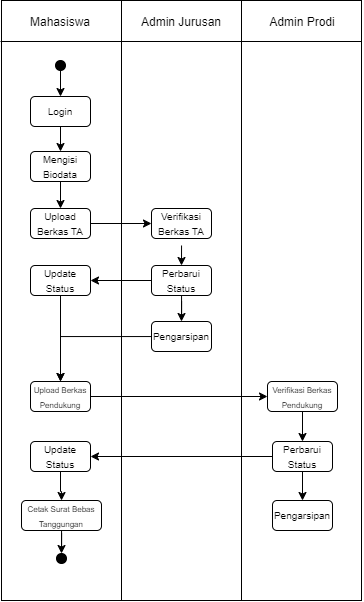 Mahasiswa
Admin Jurusan
Admin Prodi
Login
Mengisi
Biodata
Upload
Berkas TA
Verifikasi
Berkas TA
Update
Status
Perbarui
Status
Pengarsipan
Upload Berkas
Pendukung
Verifikasi Berkas
Pendukung
Update
Status
Perbarui
Status
Cetak Surat Bebas
Tanggungan
Pengarsipan